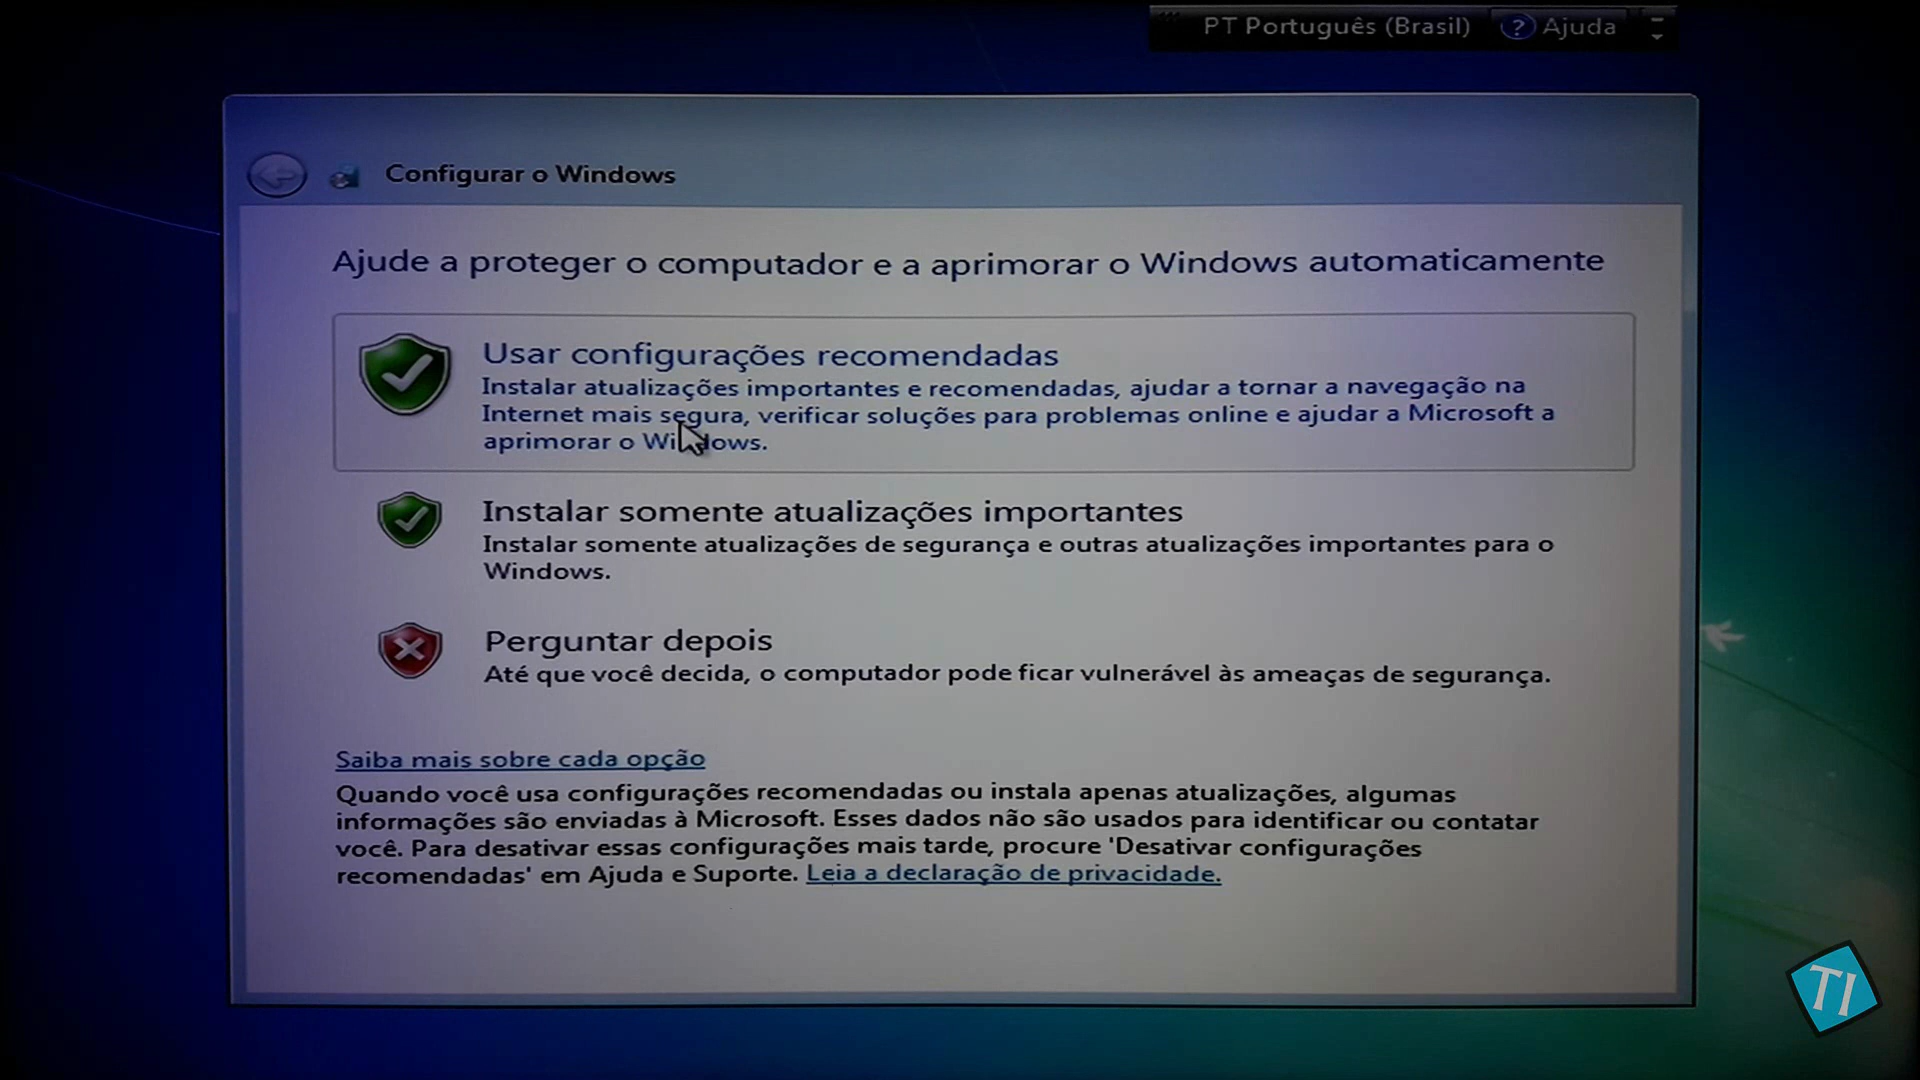 PT Português (Brasil) ? Ajuda
Configurar o Windows
Ajude a proteger o computador e a aprimorar o Windows automaticamente
Usar configurações recomendadas
Instalar atualizações importantes e recomendadas, ajudar a tornar a navegação na
Internet mais segura, verificar soluções para problemas online e ajudar a Microsoft a
aprimorar o Windows.
Instalar somente atualizações importantes
Instalar somente atualizações de segurança e outras atualizações importantes para o
Windows.
Perguntar depois
Até que você decida, o computador pode ficar vulnerável às ameaças de segurança.
Saiba mais sobre cada opção
Quando você usa configurações recomendadas ou instala apenas atualizações, algumas
informações são enviadas à Microsoft. Esses dados não são usados para identificar ou contatar
você. Para desativar essas configurações mais tarde, procure 'Desativar configurações
recomendadas' em Ajuda e Suporte. Leia a declaração de privacidade.
TI